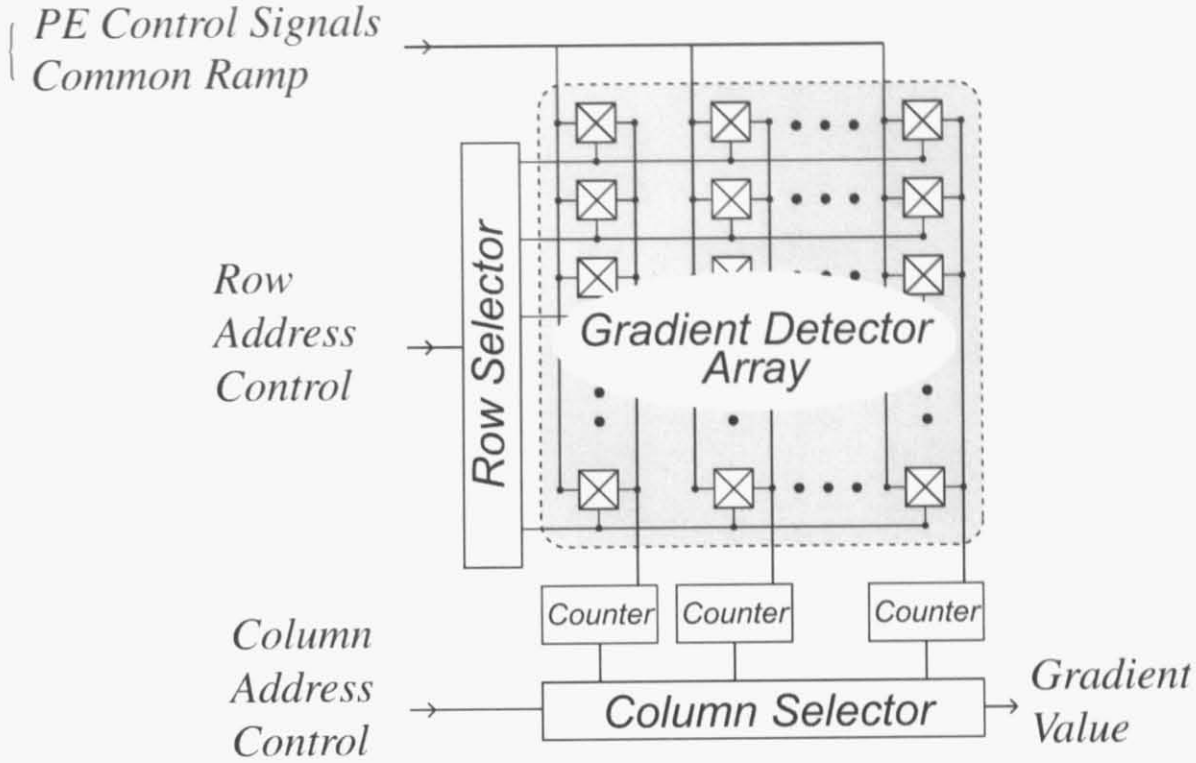 PE Control Signals
Common Ramp
Row
Address
Control
Row Selector
Gradient Detector
Array
Counter Counter Counter
Column
Address
Control
Column Selector
Gradient
Value